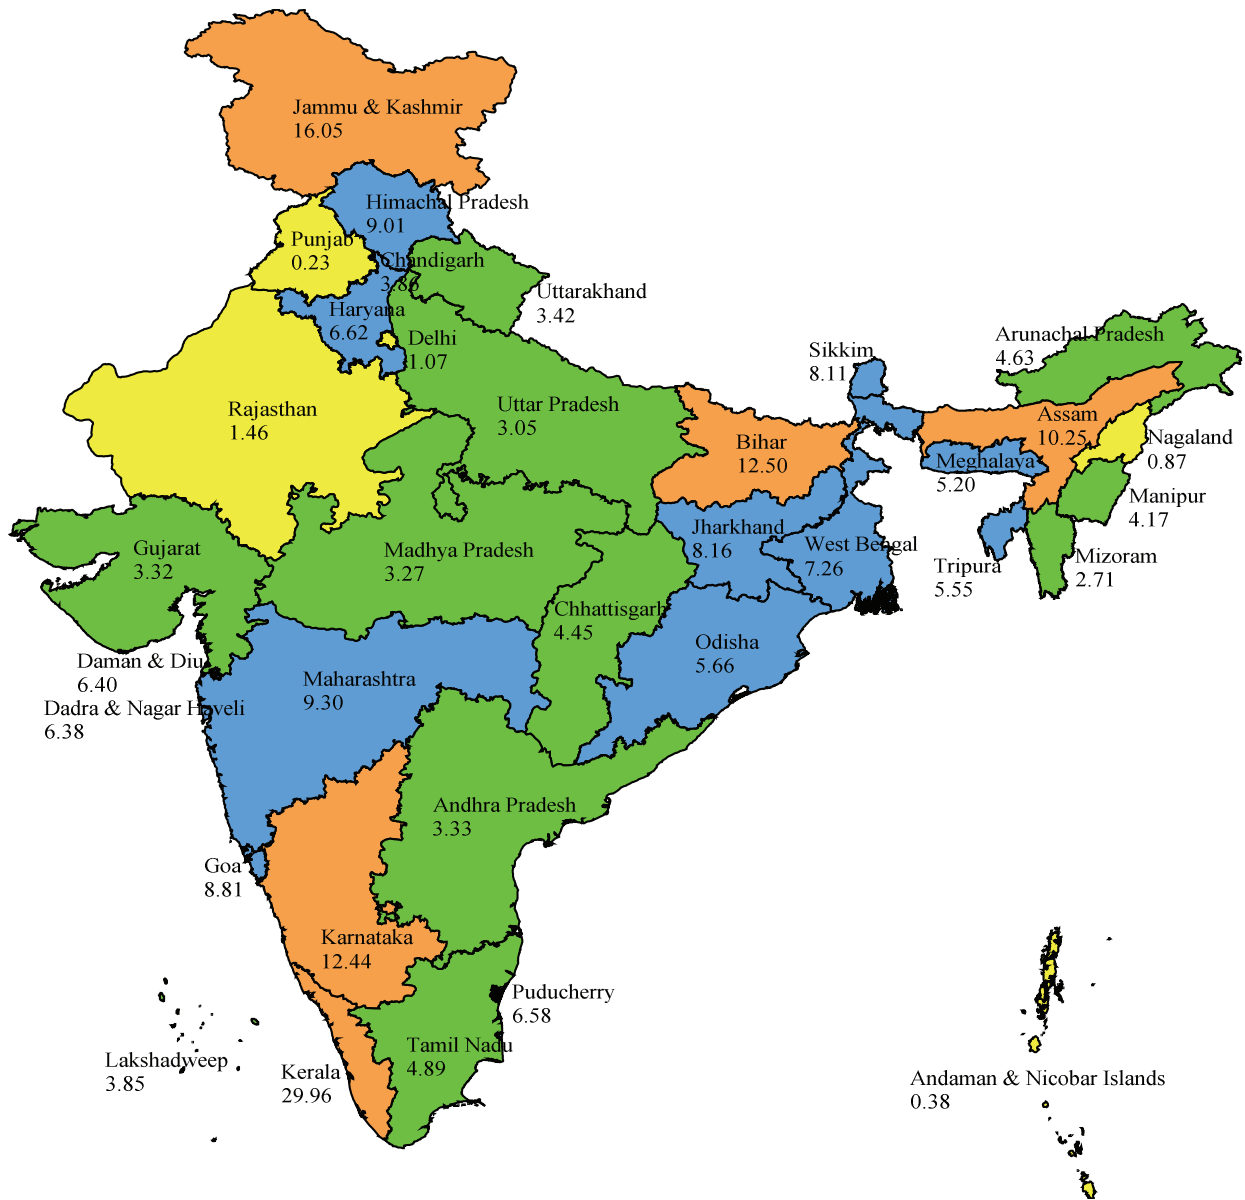 Jammu & Kashmir
16.05
Himachal Pradesh
9.01
Punjab
0.23
Chandigarh
3.86
Uttarakhand
3.42
Haryana
6.62
Delhi
1.07
Arunachal Pradesh
4.63
Sikkim
8.11
Rajasthan
1.46
Uttar Pradesh
3.05
Bihar
12.50
Assam
10.25
Nagaland
0.87
Meghalaya
5.20
Manipur
4.17
Gujarat
3.32
Madhya Pradesh
3.27
Jharkhand
8.16
West Bengal
7.26
Tripura
5.55
Mizoram
2.71
Chhattisgarh
4.45
Odisha
5.66
Daman & Diu
6.40
Maharashtra
9.30
Dadra & Nagar Haveli
6.38
Andhra Pradesh
3.33
Goa
8.81
Karnataka
12.44
Puducherry
6.58
Tamil Nadu
4.89
Lakshadweep
3.85
Kerala
29.96
Andaman & Nicobar Islands
0.38